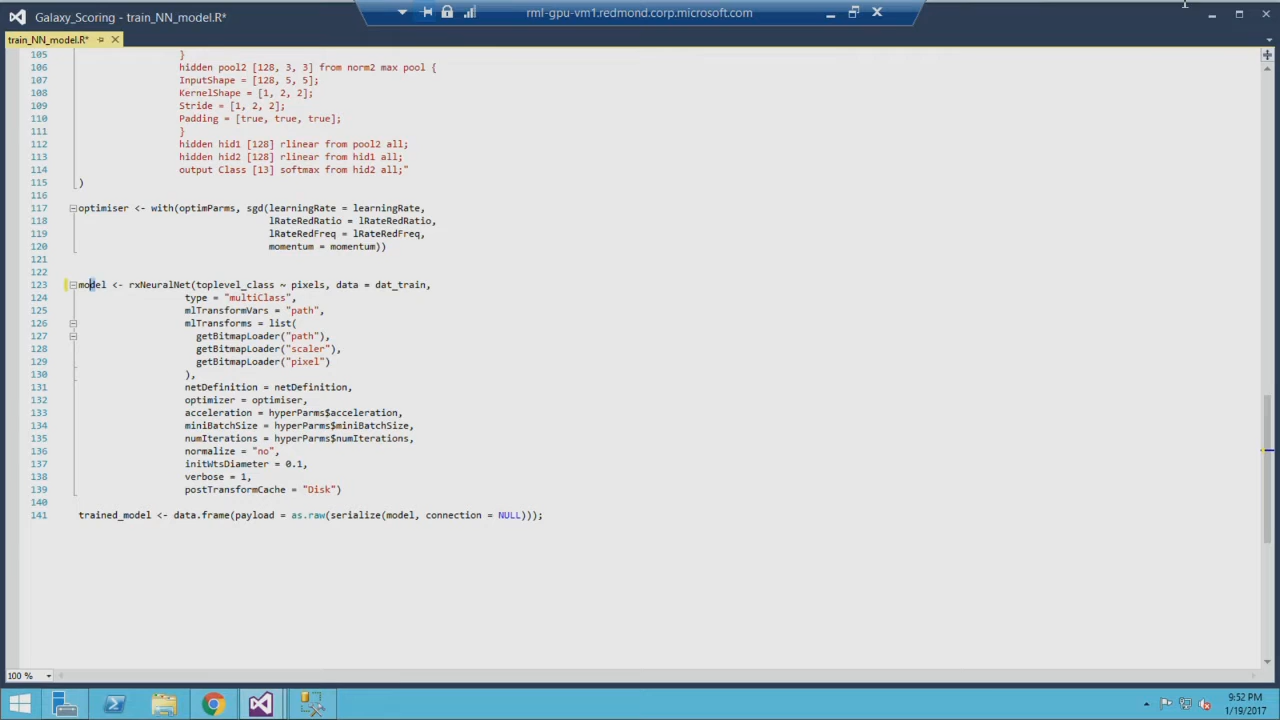 Galaxy_Scoring - train_NN_model.R*
rml-gpu-vm1.redmond.corp.microsoft.com
train_NN_model.R*
105 }
106 hidden pool2 [128, 3, 3] from norm2 max pool {
107 InputShape = [128, 5, 5];
108 KernelShape = [1, 2, 2];
109 Stride = [1, 2, 2];
110 Padding = [true, true, true];
111 }
112 hidden hid1 [128] rlinear from pool2 all;
113 hidden hid2 [128] rlinear from hid1 all;
114 output Class [13] softmax from hid2 all;"
115 )
116
117 optimiser <- with(optimParms, sgd(learningRate = learningRate,
118 lRateRedRatio = lRateRedRatio,
119 lRateRedFreq = lRateRedFreq,
120 momentum = momentum))
121
122
123 model <- rxNeuralNet(toplevel_class ~ pixels, data = dat_train,
124 type = "multiClass",
125 mlTransformVars = "path",
126 mlTransforms = list(
127 getBitmapLoader("path"),
128 getBitmapLoader("scaler"),
129 getBitmapLoader("pixel")
130 ),
131 netDefinition = netDefinition,
132 optimizer = optimiser,
133 acceleration = hyperParms$acceleration,
134 miniBatchSize = hyperParms$miniBatchSize,
135 numIterations = hyperParms$numIterations,
136 normalize = "no",
137 initWtsDiameter = 0.1,
138 verbose = 1,
139 postTransformCache = "Disk")
140
141 trained_model <- data.frame(payload = as.raw(serialize(model, connection = NULL)));
100 %
9:52 PM
1/19/2017